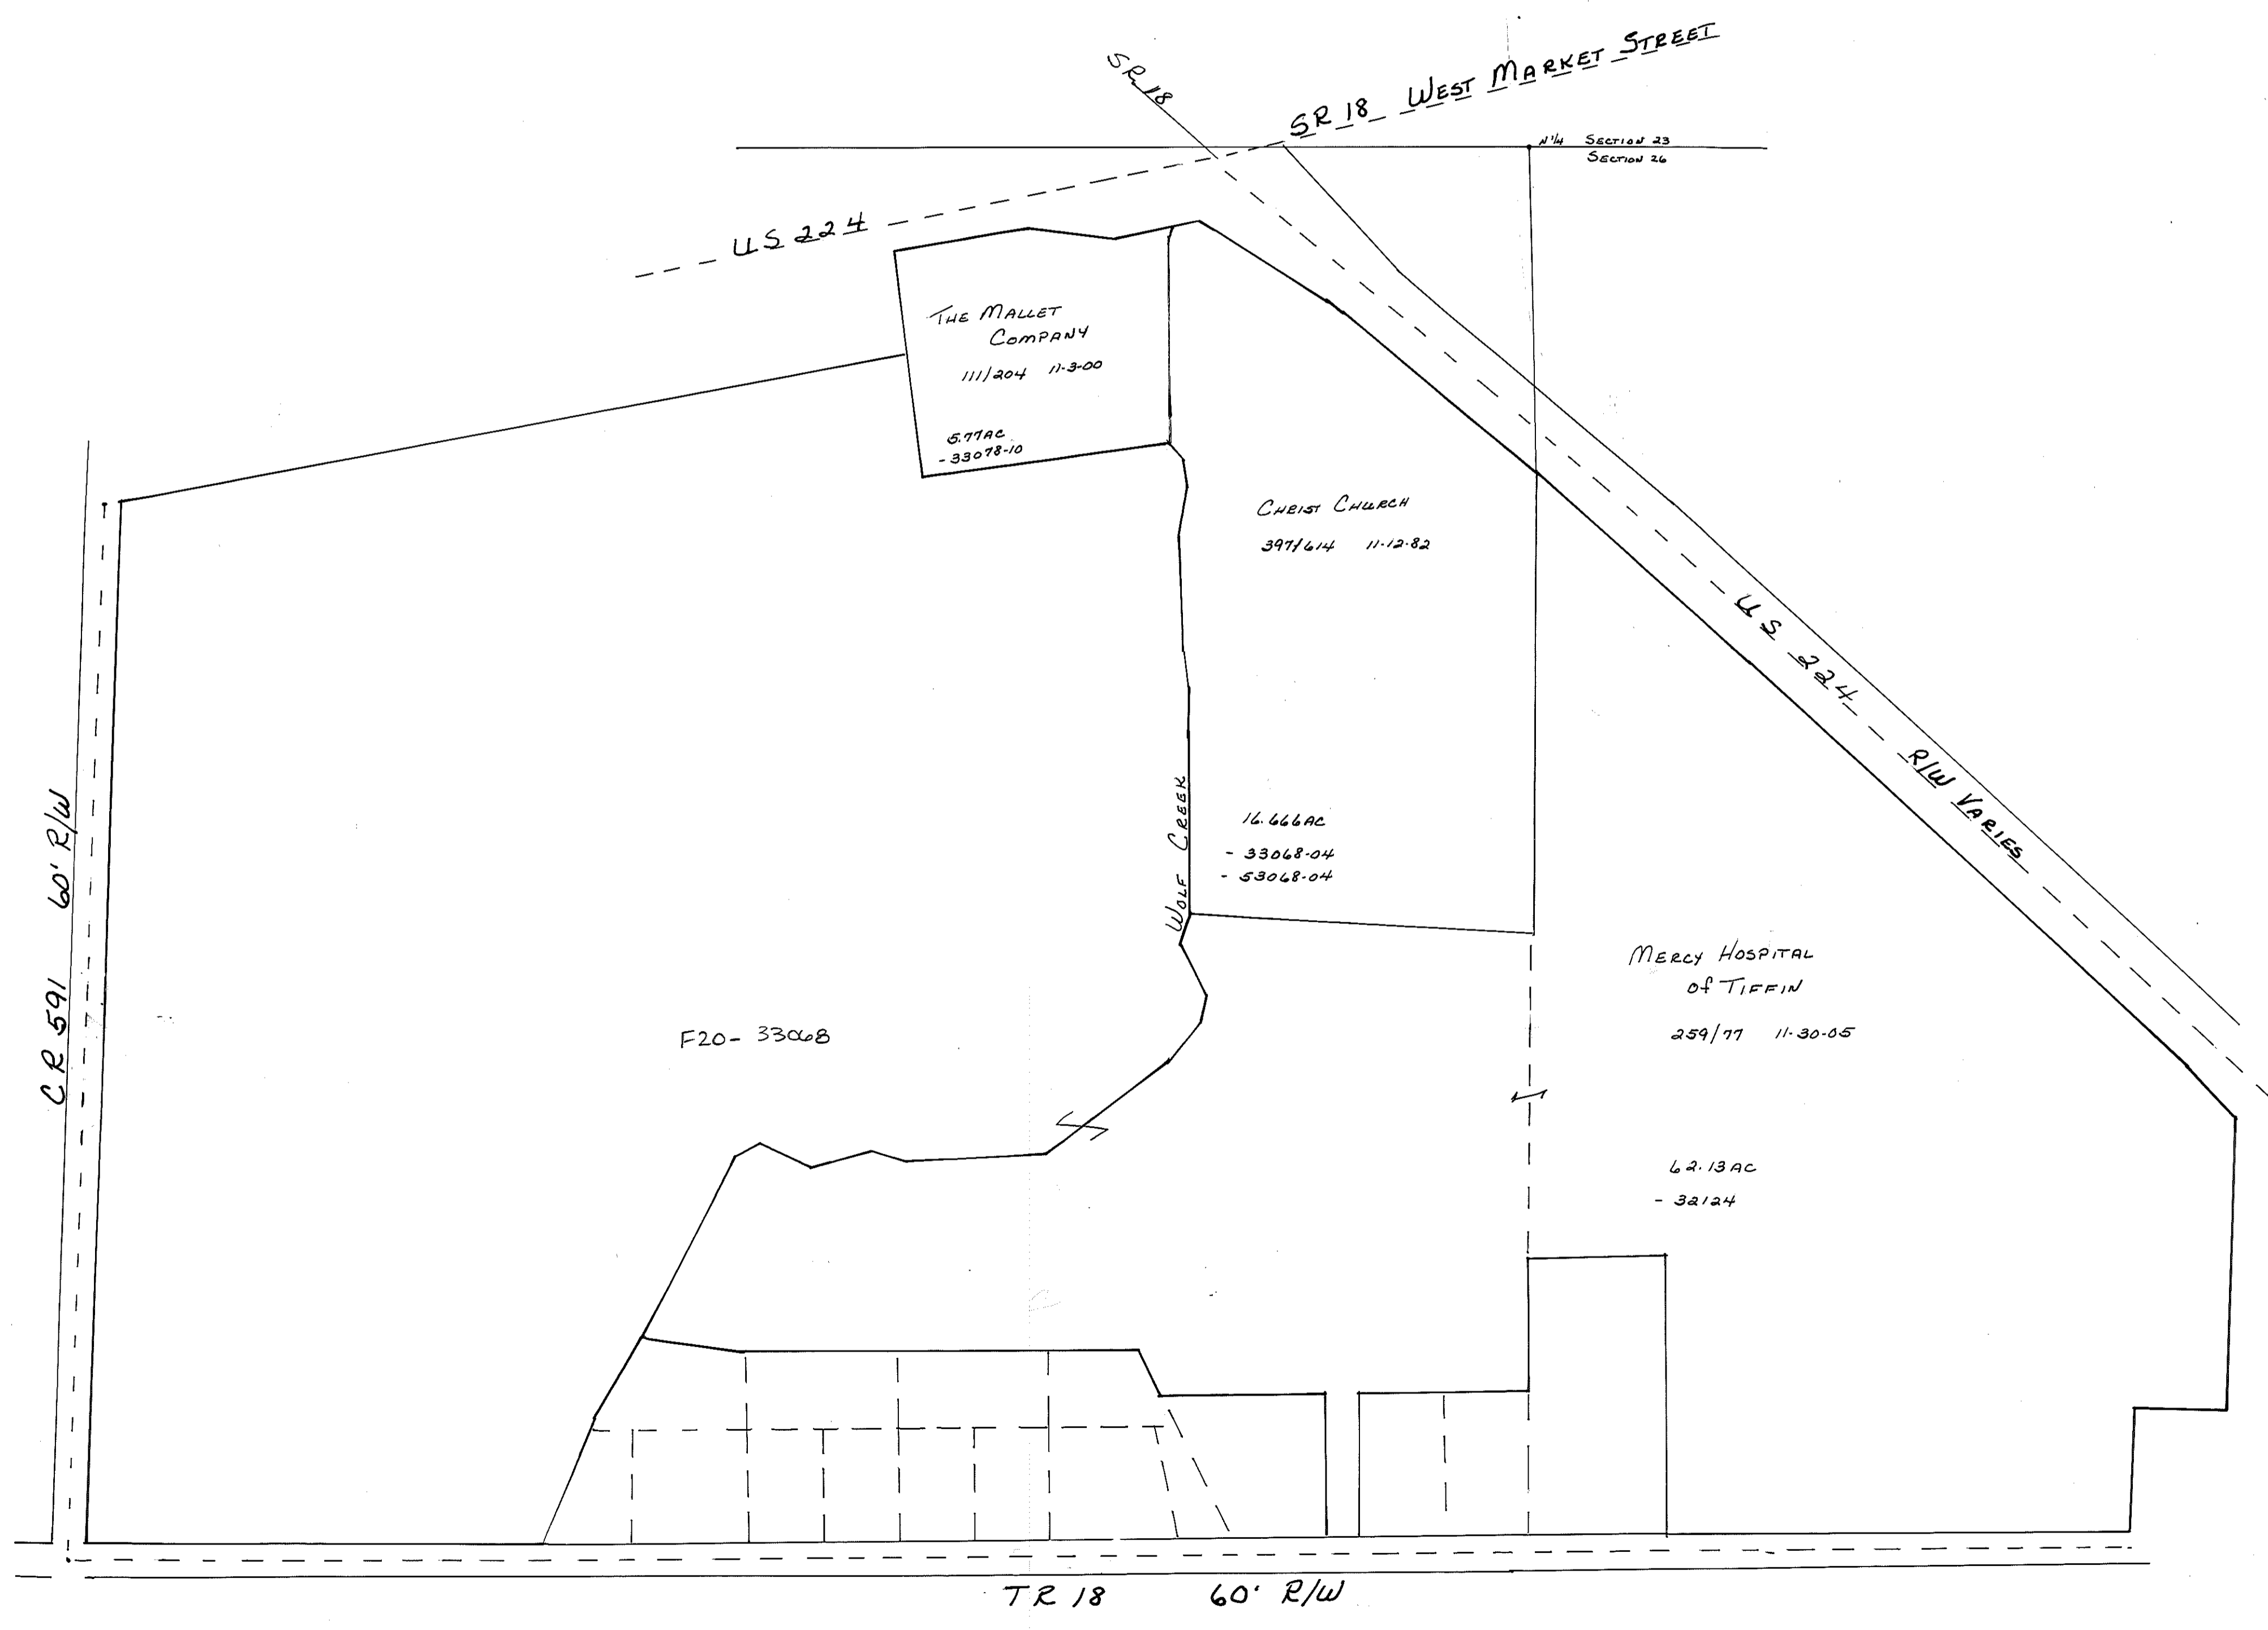 SR 18
SR 18 WEST MARKET STREET
N 1/4 SECTION 23
SECTION 26
US 224
THE MALLET
COMPANY
111/204 11-3-00
5.77AC
- 33078-10
CHRIST CHURCH
397/614 11-12-82
US 224 R/W VARIES
WOLF CREEK
16.666AC
- 33068-04
- 53068-04
CR 591 60' R/W
MERCY HOSPITAL
of TIFFIN
259/77 11-30-05
F20- 33068
62.13AC
- 32124
TR 18 60' R/W